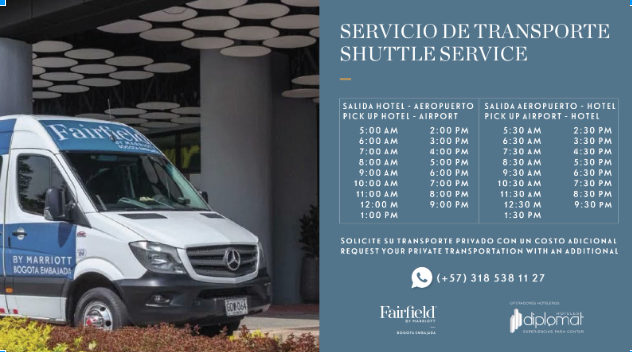 Fairfield
BY MARRIOTT
BOGOTA EMBAJADA
BY MARRIOTT
BOGOTA EMBAJADA
SERVICIO DE TRANSPORTE
SHUTTLE SERVICE
SALIDA HOTEL - AEROPUERTO
PICK UP HOTEL - AIRPORT
5:00 AM 2:00 PM
6:00 AM 3:00 PM
7:00 AM 4:00 PM
8:00 AM 5:00 PM
9:00 AM 6:00 PM
10:00 AM 7:00 PM
11:00 AM 8:00 PM
12:00 M 9:00 PM
1:00 PM
SALIDA AEROPUERTO - HOTEL
PICK UP AIRPORT - HOTEL
5:30 AM 2:30 PM
6:30 AM 3:30 PM
7:30 AM 4:30 PM
8:30 AM 5:30 PM
9:30 AM 6:30 PM
10:30 AM 7:30 PM
11:30 AM 8:30 PM
12:30 M 9:30 PM
1:30 PM
SOLICITE SU TRANSPORTE PRIVADO CON UN COSTO ADICIONAL
REQUEST YOUR PRIVATE TRANSPORTATION WITH AN ADDITIONAL
(+57) 318 538 11 27
Fairfield
BY MARRIOTT
BOGOTA EMBAJADA
diplomat